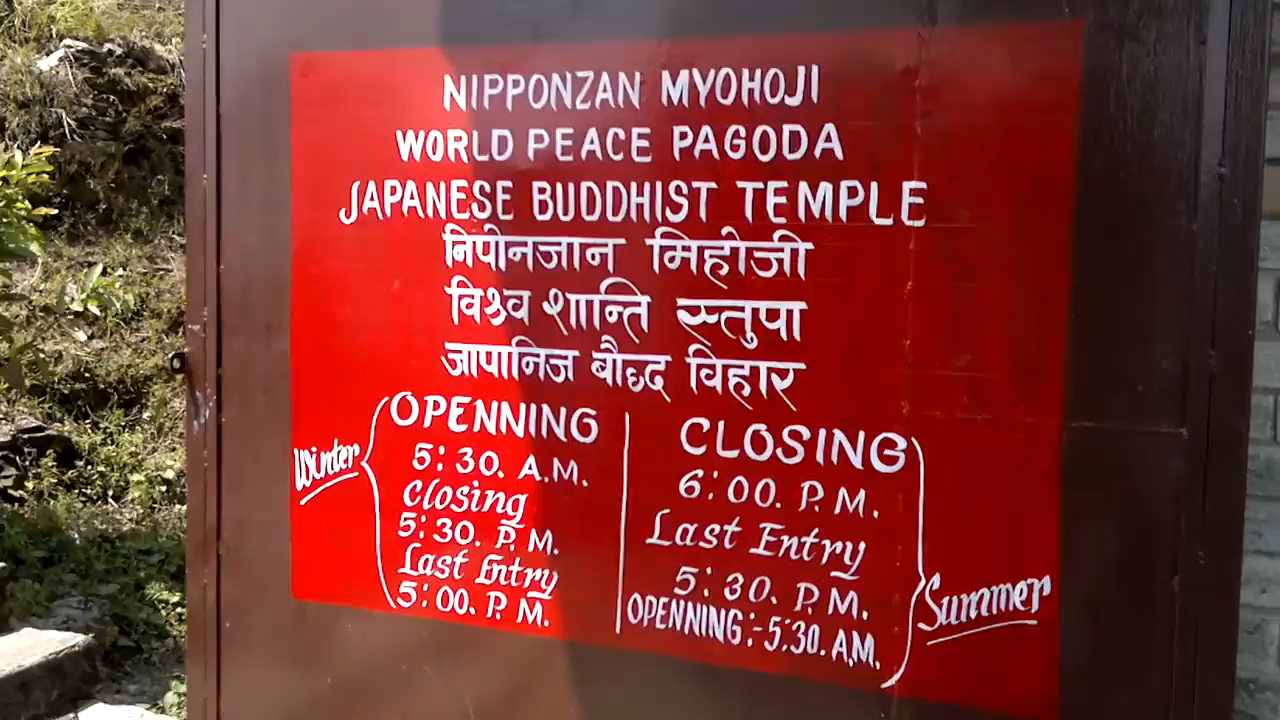 NIPPONZAN MYOHOJI
WORLD PEACE PAGODA
JAPANESE BUDDHIST TEMPLE
निपोनजान मिहोजी
विश्व शान्ति स्तुपा
जापानिज बौद्ध विहार
Winter
OPENNING
5:30. A.M.
Closing
5:30. P.M.
Last Entry
5:00. P.M.
CLOSING
6:00. P.M.
Last Entry
5:30. P.M.
OPENNING:-5:30. A.M.
Summer